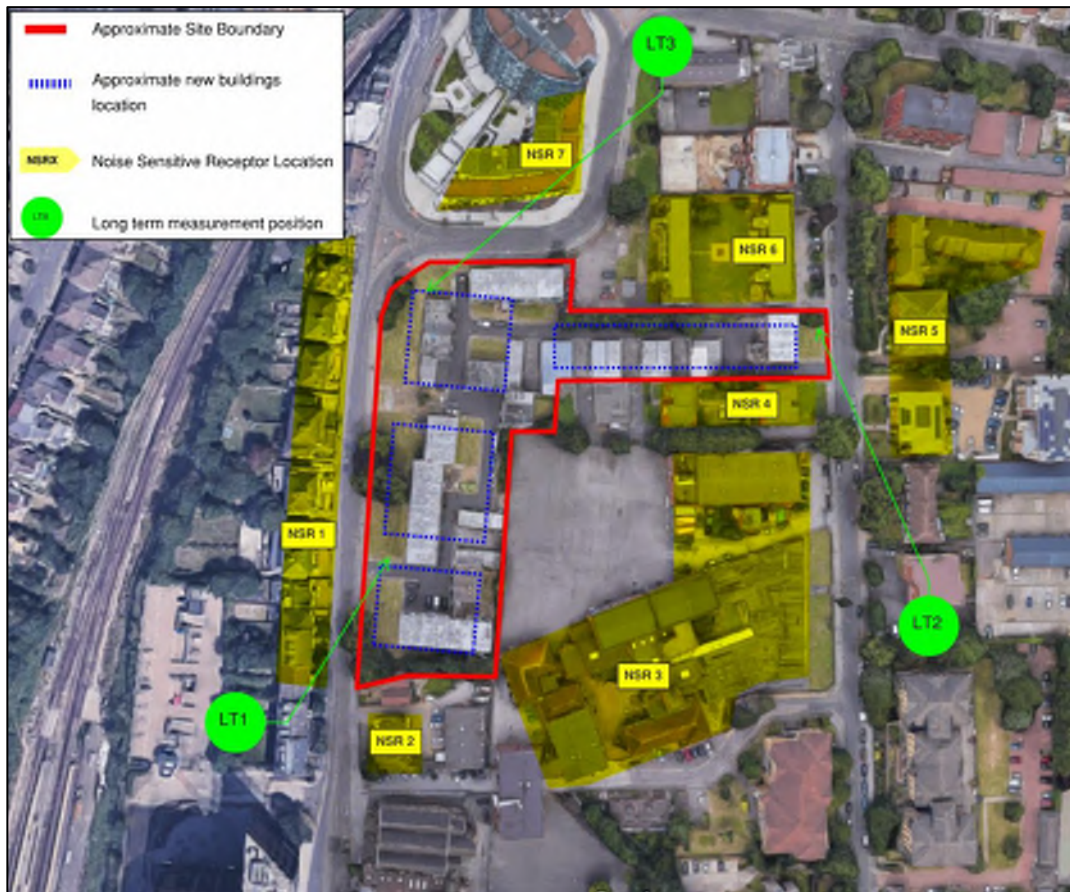 Approximate Site Boundary
Approximate new buildings
location
NSRX
Noise Sensitive Receptor Location
LTX
Long term measurement position
LT3
NSR 7
NSR 6
NSR 5
NSR 4
NSR 1
NSR 3
LT2
LT1
NSR 2